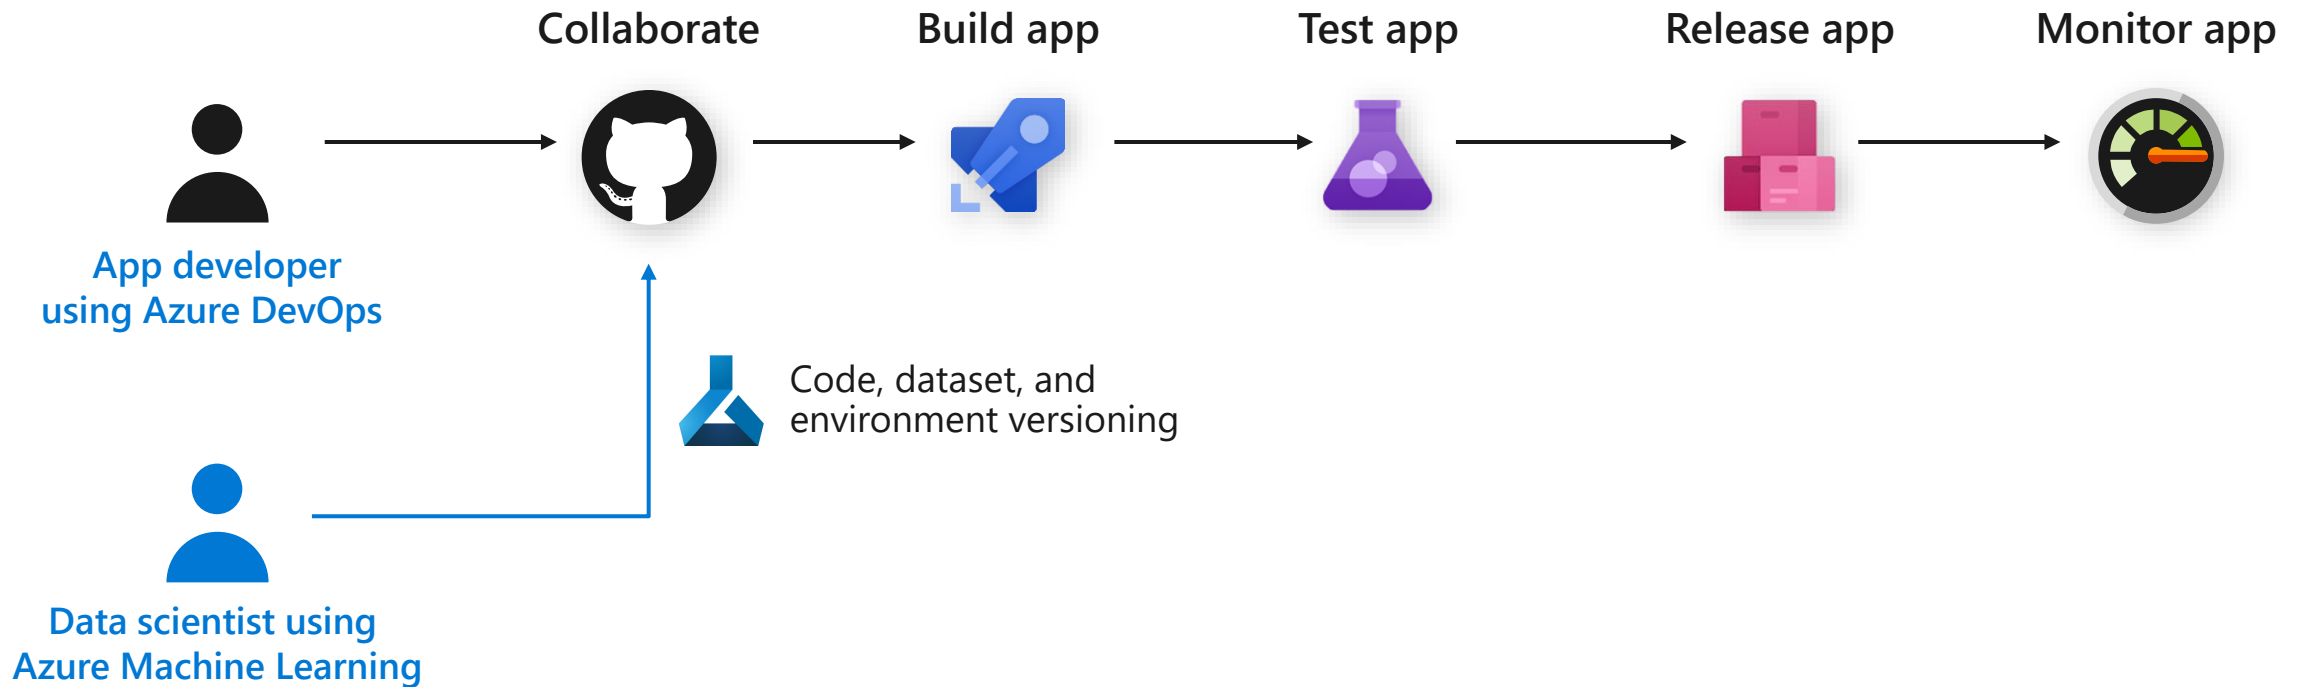 Collaborate
Build app
Test app
Release app
Monitor app
App developer
using Azure DevOps
Code, dataset, and
environment versioning
Data scientist using
Azure Machine Learning